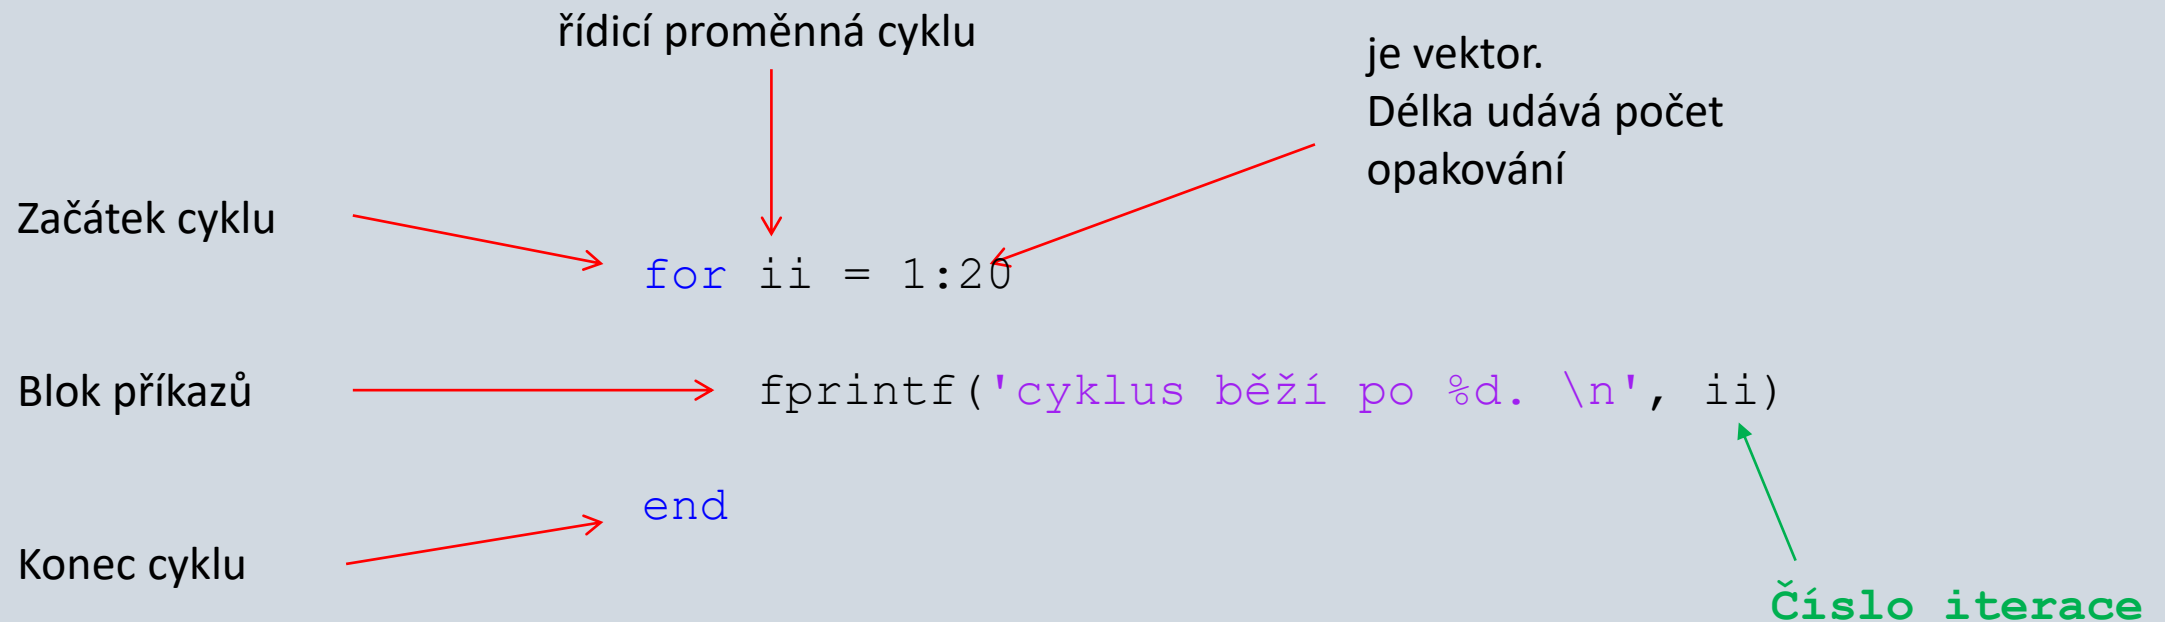 řídicí proměnná cyklu
je vektor.
Délka udává počet
opakování
Začátek cyklu
for ii = 1:20
Blok příkazů
fprintf('cyklus běží po %d. \n', ii)
end
Konec cyklu
Číslo iterace